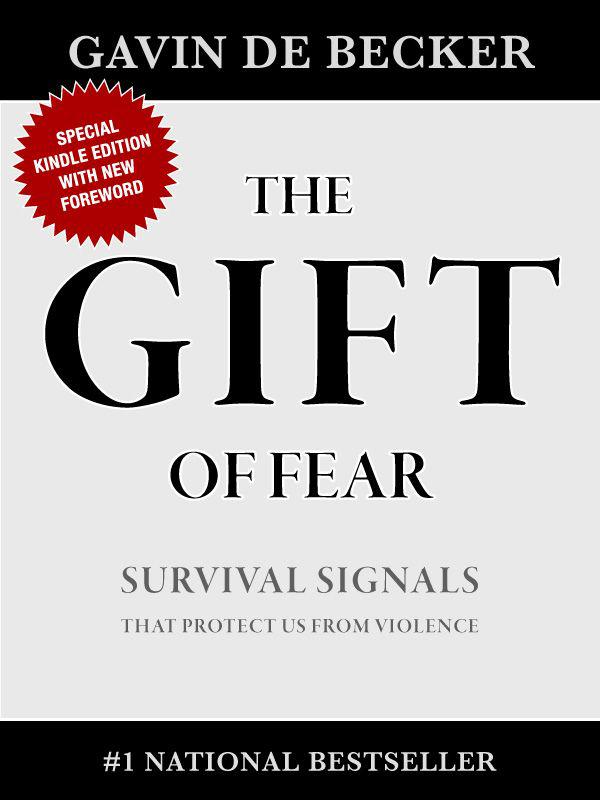 GAVIN DE BECKER
SPECIAL
KINDLE EDITION
WITH NEW
FOREWORD
THE
GIFT
OF FEAR
SURVIVAL SIGNALS
THAT PROTECT US FROM VIOLENCE
#1 NATIONAL BESTSELLER